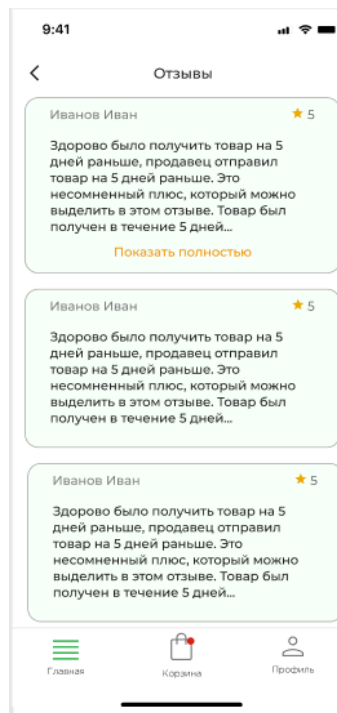 9:41
Отзывы
Иванов Иван 5
Здорово было получить товар на 5
дней раньше, продавец отправил
товар на 5 дней раньше. Это
несомненный плюс, который можно
выделить в этом отзыве. Товар был
получен в течение 5 дней...
Показать полностью
Иванов Иван 5
Здорово было получить товар на 5
дней раньше, продавец отправил
товар на 5 дней раньше. Это
несомненный плюс, который можно
выделить в этом отзыве. Товар был
получен в течение 5 дней...
Иванов Иван 5
Здорово было получить товар на 5
дней раньше, продавец отправил
товар на 5 дней раньше. Это
несомненный плюс, который можно
выделить в этом отзыве. Товар был
получен в течение 5 дней...
Главная Корзина Профиль